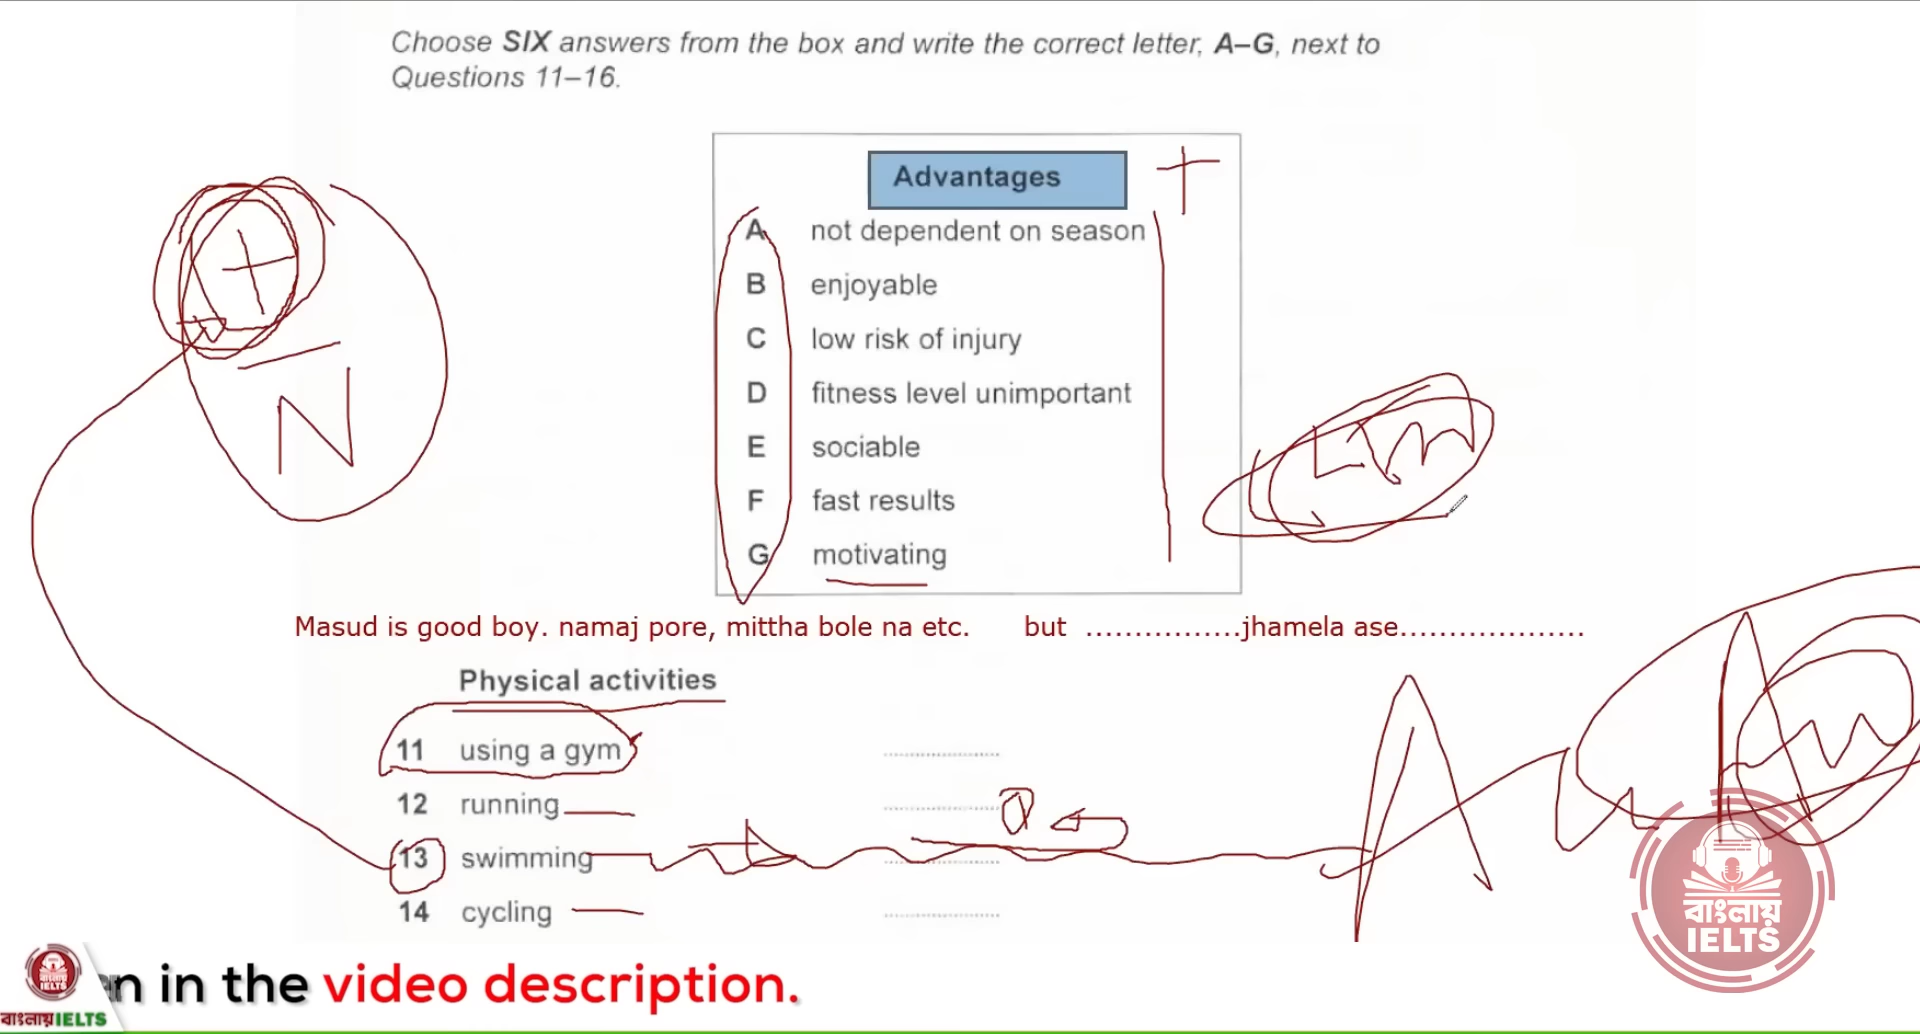 Choose SIX answers from the box and write the correct letter, A–G, next to
Questions 11–16.
Advantages
+
A not dependent on season
B enjoyable
C low risk of injury
D fitness level unimportant
E sociable
F fast results
G motivating
+
N
Masud is good boy. namaj pore, mittha bole na etc. but ................jhamela ase...................
Physical activities
11 using a gym ....................
12 running ....................
13 swimming ....................
14 cycling ....................
A
বাংলায়
IELTS
n in the video description.
বাংলায়
IELTS
বাংলায়IELTS